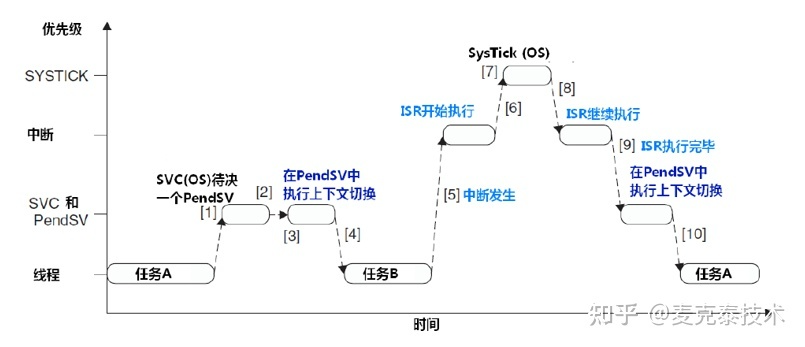 优先级
SysTick (OS)
SYSTICK
[7]
[8]
[6]
ISR开始执行
ISR继续执行
中断
[9] ISR执行完毕
SVC(OS)待决
一个PendSV
在PendSV中
执行上下文切换
[5] 中断发生
在PendSV中
执行上下文切换
SVC 和
PendSV
[1]
[2]
[3]
[4]
[10]
线程
任务A
任务B
任务A
时间
知乎 @麦克泰技术